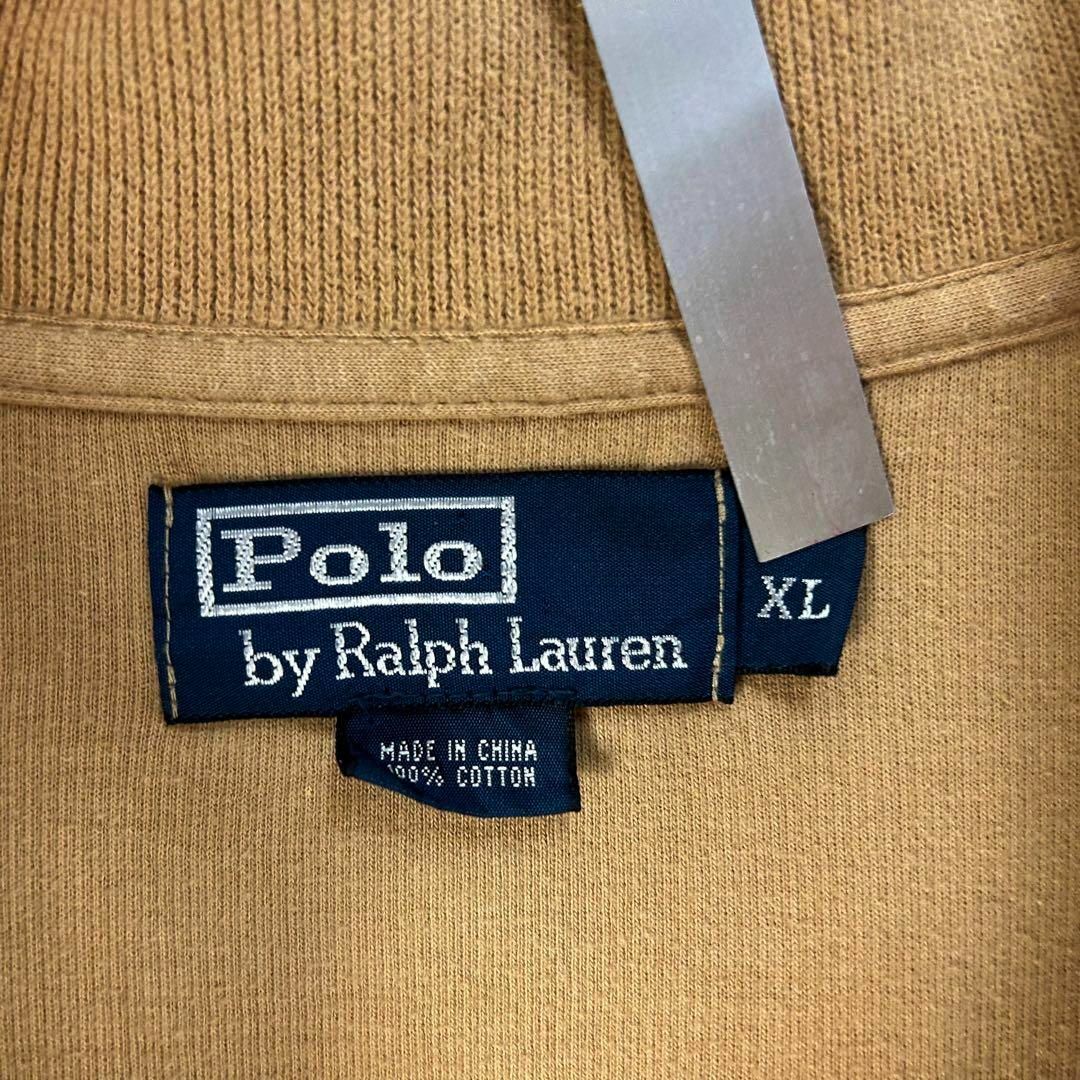 Polo
by Ralph Lauren
XL
MADE IN CHINA
100% COTTON